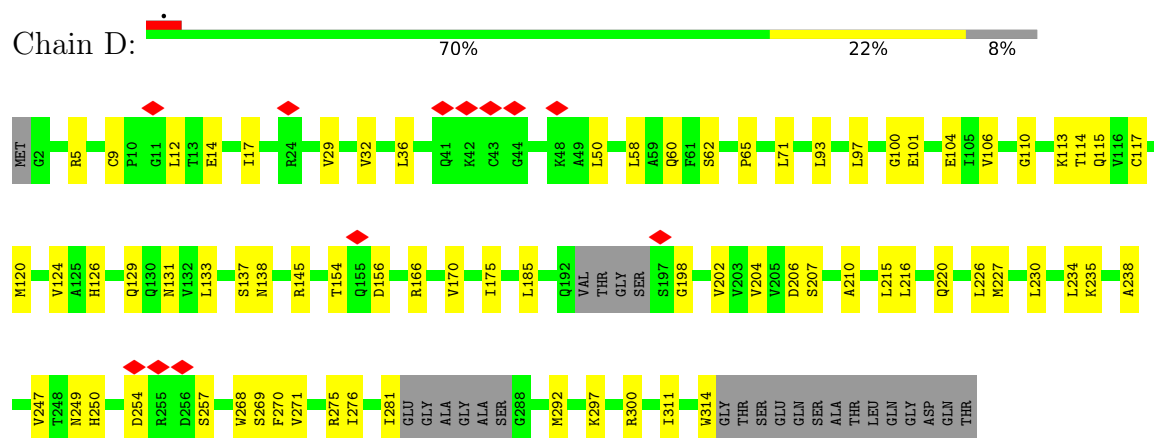 Chain D:
70% 22% 8%
MET G2 R5 C9 P10 G11 L12 T13 E14 I17 R24 V29 V32 L36 Q41 K42 C43 G44 K48 A49 L50 L58 A59 Q60 F61 S62 P65 L71 L93 L97 G100 E101 E104 I105 V106 G110 K113 T114 Q115 V116 C117
M120 V124 A125 H126 Q129 Q130 N131 V132 L133 S137 N138 R145 T154 Q155 D156 R166 V170 I175 L185 Q192 VAL THR GLY SER S197 G198 V202 V203 V204 V205 D206 S207 A210 L215 L216 Q220 L226 M227 L230 L234 K235 A238
V247 T248 N249 H250 D254 R255 D256 S257 W268 S269 F270 V271 R275 I276 I281 GLU GLY ALA GLY ALA SER G288 M292 K297 R300 I311 W314 GLY THR SER GLU GLN SER ALA THR LEU GLN GLY ASP GLN THR